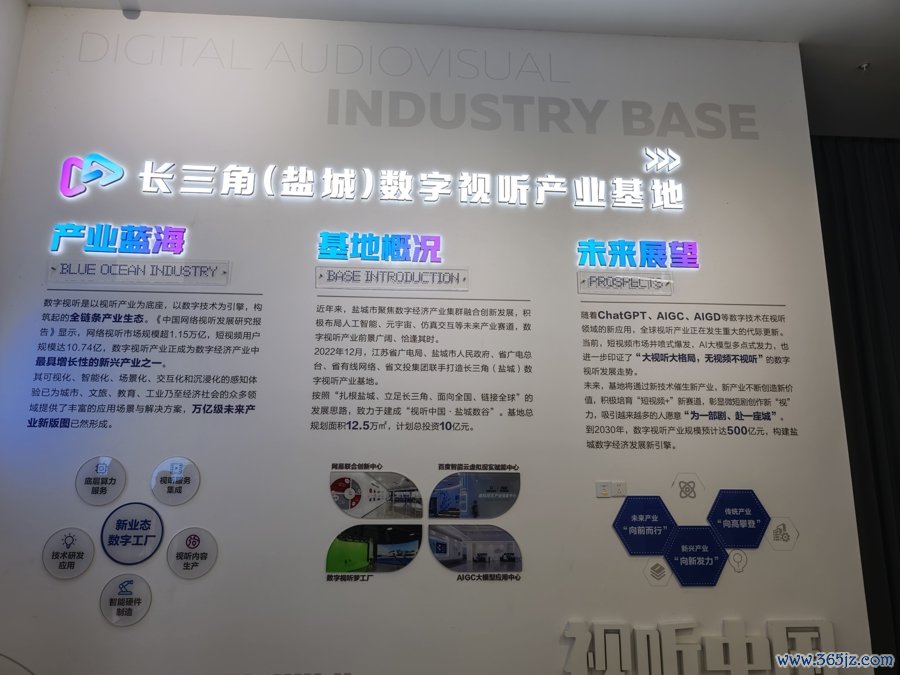 DIGITAL AUDIOVISUAL
INDUSTRY BASE
长三角(盐城)数字视听产业基地
产业蓝海
BLUE OCEAN INDUSTRY
数字视听是以视听产业为底座，以数字技术为引擎，构
筑起的全链条产业生态。《中国网络视听发展研究报
告》显示，网络视听市场规模超1.15万亿，短视频用户
规模达10.74亿，数字视听产业正成为数字经济产业中
最具增长性的新兴产业之一。
其可视化、智能化、场景化、交互化和沉浸化的感知体
验已为城市、文旅、教育、工业乃至经济社会的众多领
域提供了丰富的应用场景与解决方案，万亿级未来产
业新版图已然形成。
底层算力
服务
视听服务
集成
新业态
数字工厂
技术研发
应用
视听内容
生产
智能硬件
制造
基地概况
BASE INTRODUCTION
近年来，盐城市聚焦数字经济产业集群融合创新发展，积
极布局人工智能、元宇宙、仿真交互等未来产业赛道，数
字视听产业前景广阔、恰逢其时。
2022年12月，江苏省广电局、盐城市人民政府、省广电总
台、省有线网络、省文投集团联手打造长三角（盐城）数
字视听产业基地。
按照“扎根盐城、立足长三角、面向全国、链接全球”的
发展思路，致力于建成“视听中国·盐城数谷”。基地总
规划面积12.5万㎡，计划总投资10亿元。
网易联合创新中心
百度智能云虚拟现实赋能中心
数字视听梦工厂
AIGC大模型应用中心
未来展望
PROSPECTS
随着ChatGPT、AIGC、AIGD等数字技术在视听
领域的新应用，全球视听产业正在发生重大的代际更新。
当前，短视频市场井喷式爆发、AI大模型多点式发力，也
进一步印证了“大视听大格局，无视频不视听”的数字
视听发展走势。
未来，基地将通过新技术催生新产业，新产业不断创造新价
值，积极培育“短视频+”新赛道，彰显微短剧创作新“视”
力，吸引越来越多的人愿意“为一部剧、赴一座城”。
到2030年，数字视听产业规模预计达500亿元，构建盐
城数字经济发展新引擎。
未来产业
“向前而行”
新兴产业
“向新发力”
传统产业
“向高攀登”
视听中国
www.365jz.com